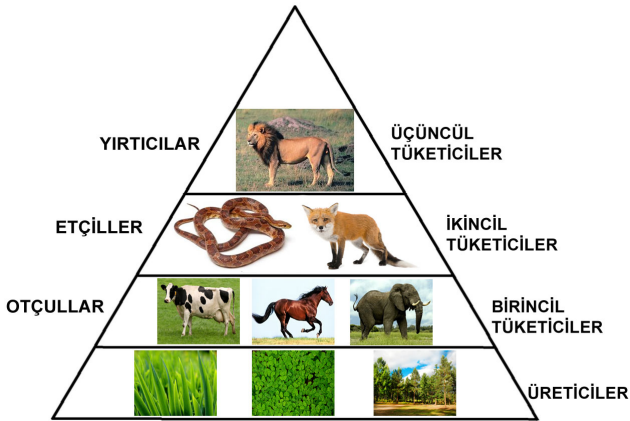 YIRTICILAR
ÜÇÜNCÜL
TÜKETİCİLER
ETÇİLLER
İKİNCİL
TÜKETİCİLER
OTÇULLAR
BİRİNCİL
TÜKETİCİLER
ÜRETİCİLER